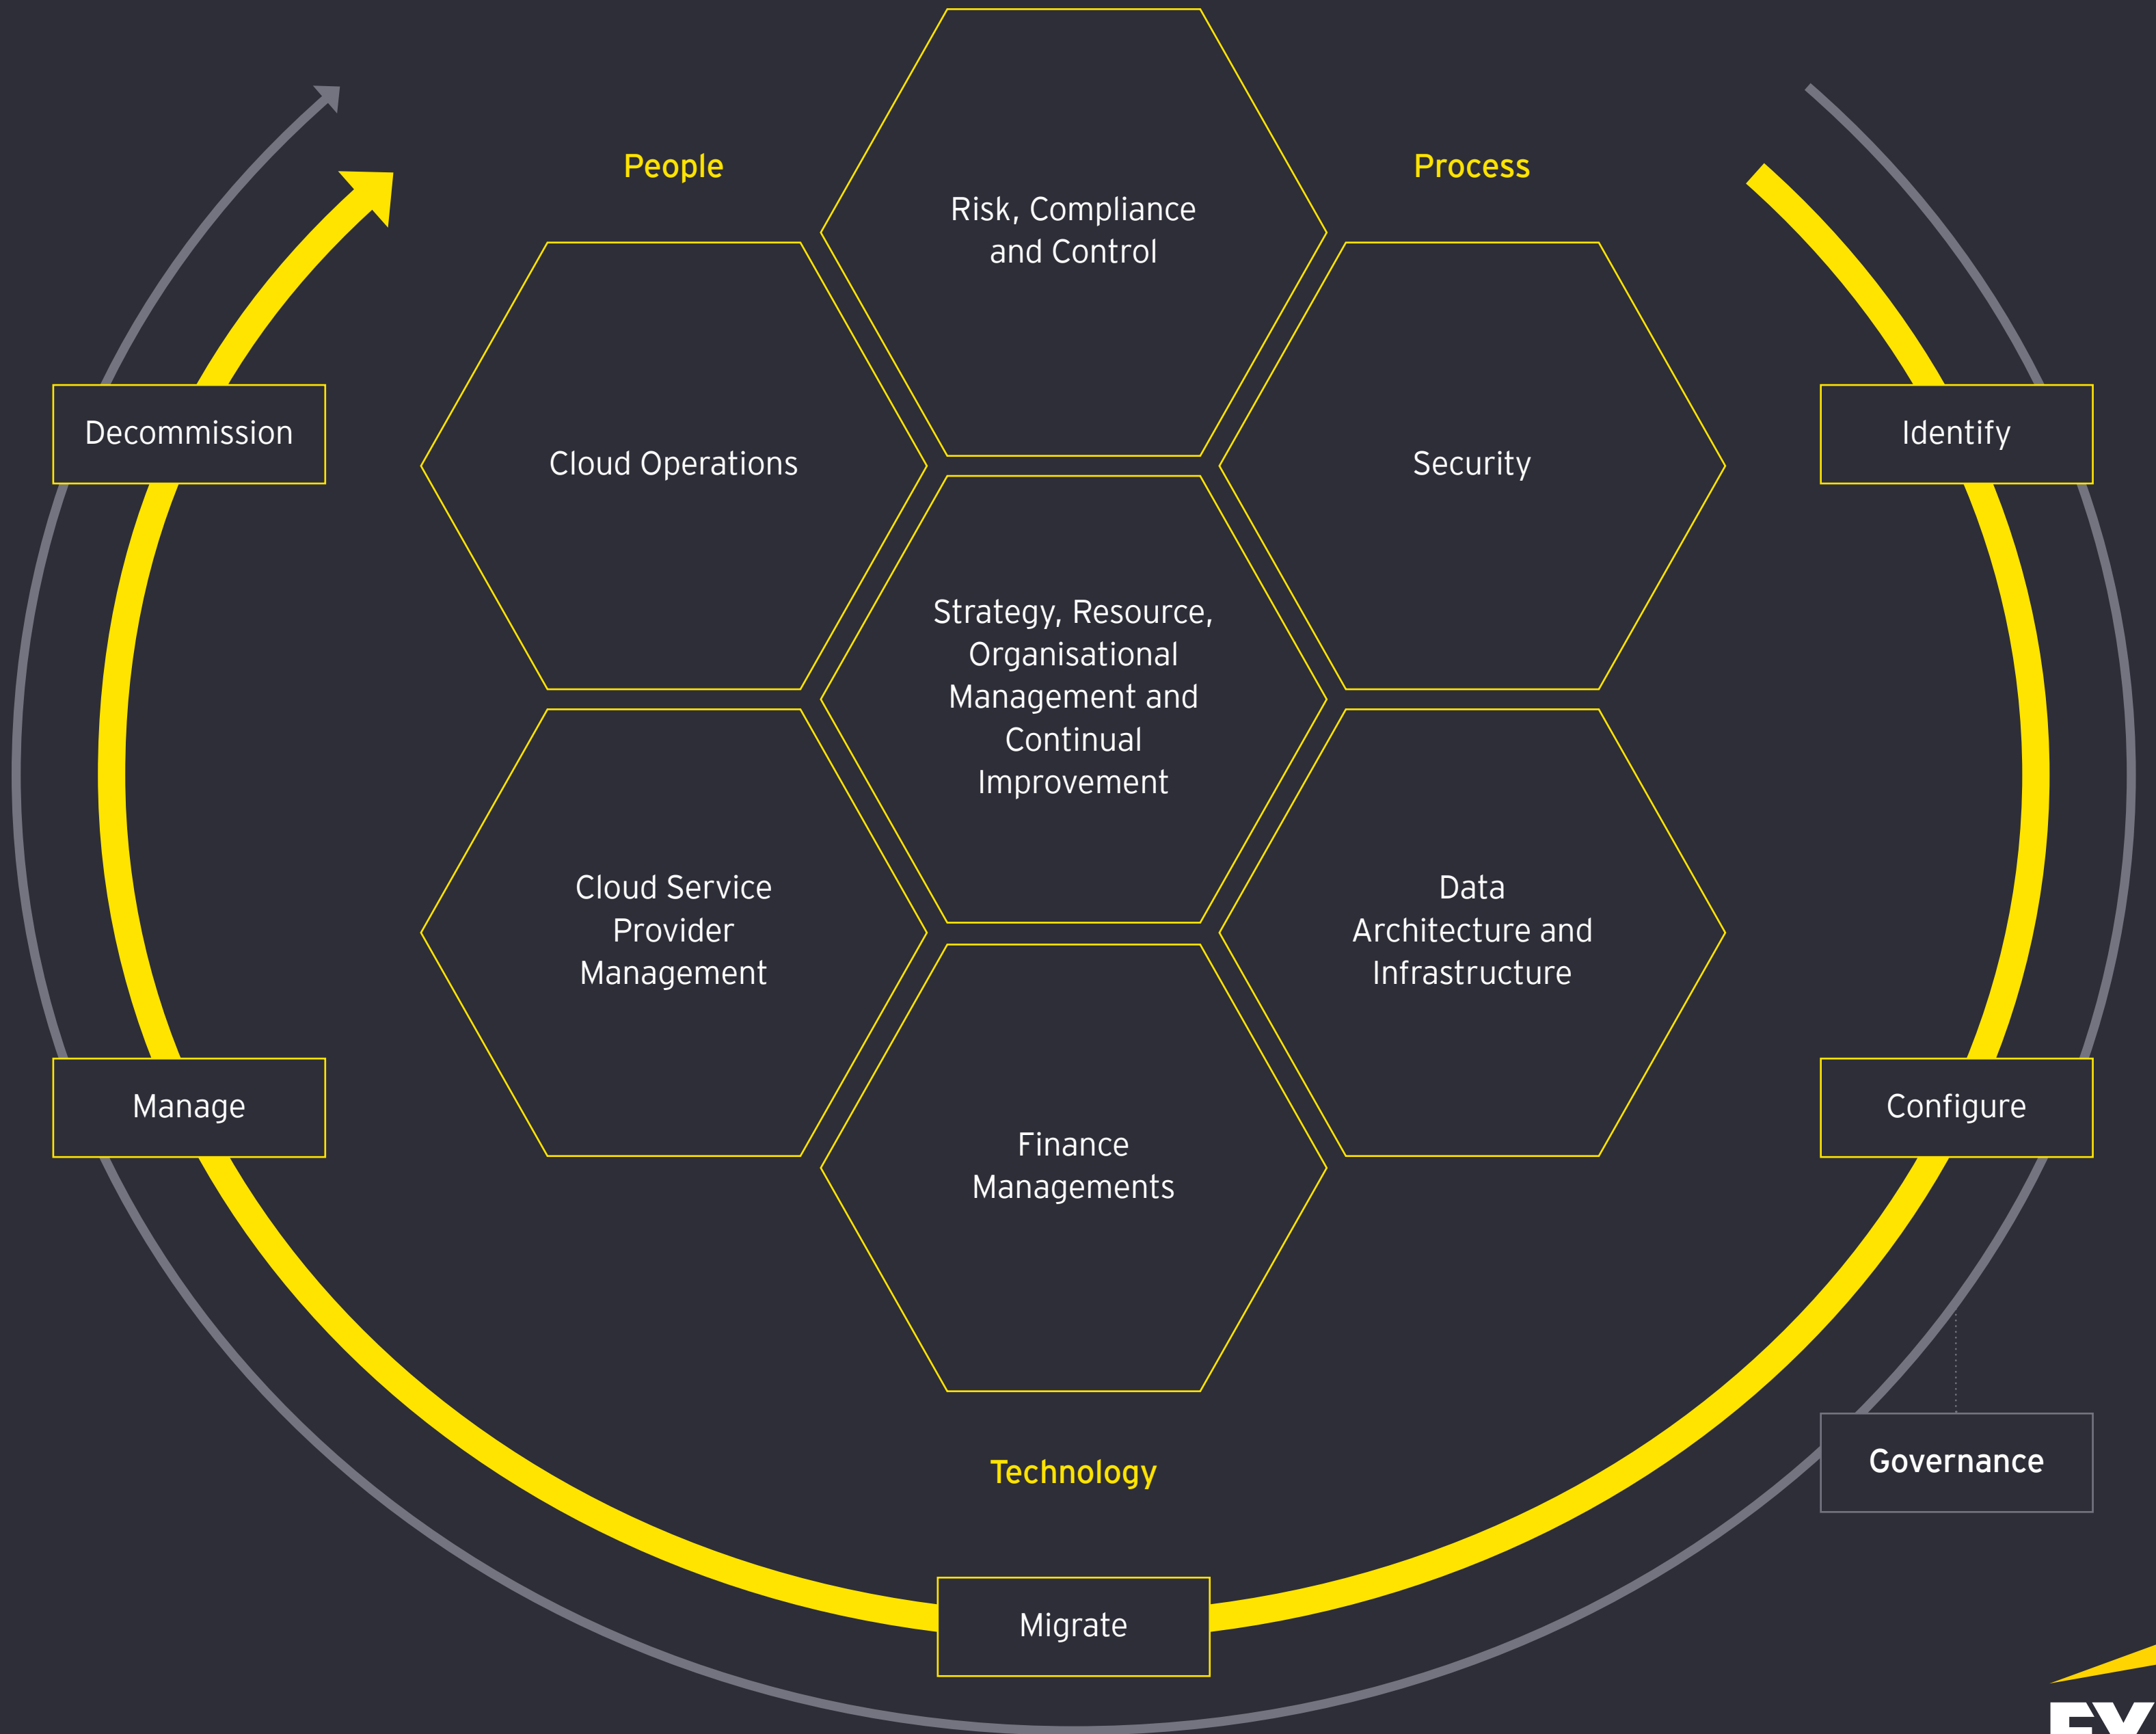 People
Process
Risk, Compliance
and Control
Decommission
Identify
Cloud Operations
Security
Strategy, Resource,
Organisational
Management and
Continual
Improvement
Cloud Service
Provider
Management
Data
Architecture and
Infrastructure
Manage
Configure
Finance
Managements
Governance
Technology
Migrate
EY